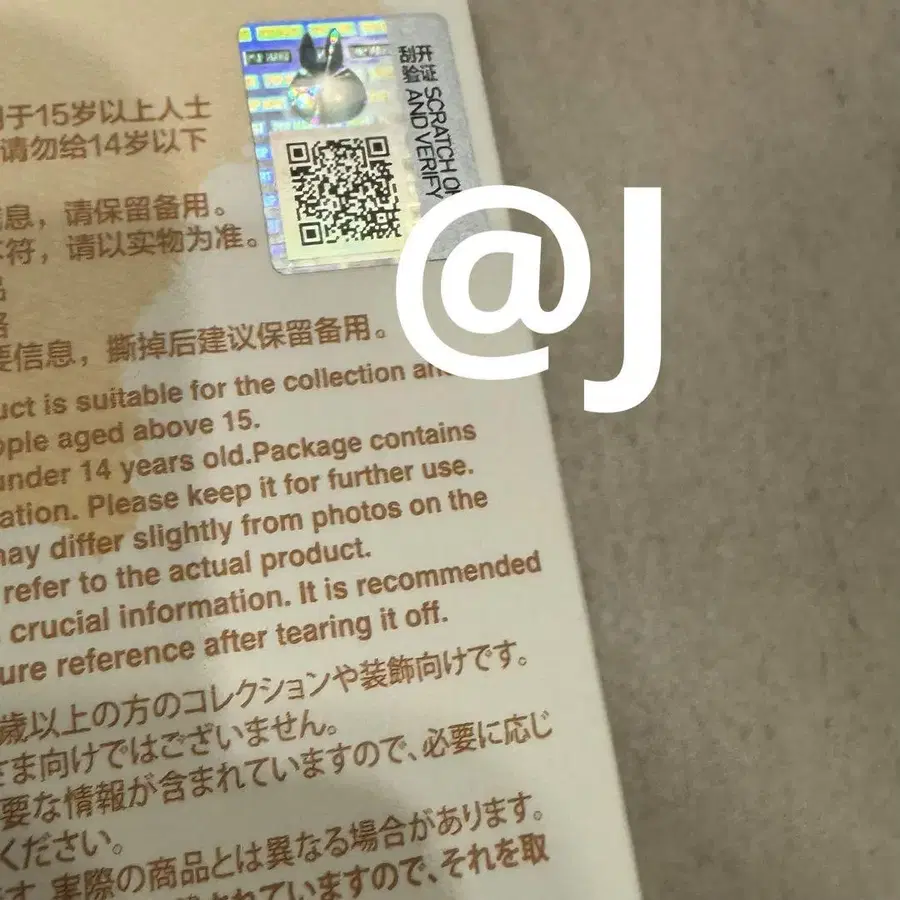 刮开
验证
SCRATCH
AND VERIFY
@J
于15岁以上人士
请勿给14岁以下
息，请保留备用。
符，请以实物为准。
要信息，撕掉后建议保留备用。
uct is suitable for the collection
ople aged above 15.
under 14 years old.Package contains
ation. Please keep it for further use.
may differ slightly from photos on the
refer to the actual product.
crucial information. It is recommended
ure reference after tearing it off.
歳以上の方のコレクションや装飾向けです。
さま向けではございません。
要な情報が含まれていますので、必要に応じ
ください。
実際の商品とは異なる場合があります。
されていますので、それを取